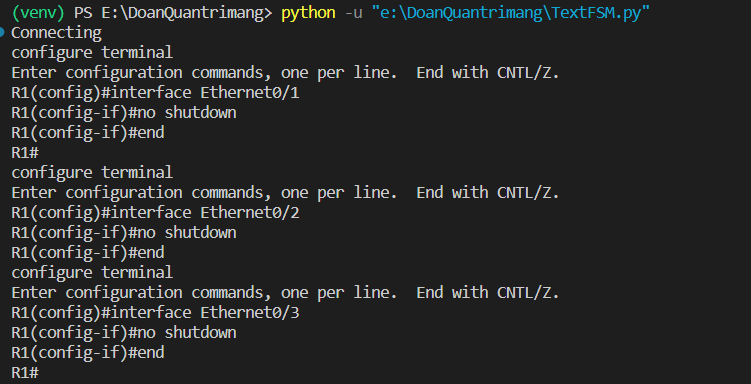 (venv) PS E:\DoanQuantrimang> python -u "e:\DoanQuantrimang\TextFSM.py"
Connecting
configure terminal
Enter configuration commands, one per line.  End with CNTL/Z.
R1(config)#interface Ethernet0/1
R1(config-if)#no shutdown
R1(config-if)#end
R1#
configure terminal
Enter configuration commands, one per line.  End with CNTL/Z.
R1(config)#interface Ethernet0/2
R1(config-if)#no shutdown
R1(config-if)#end
configure terminal
Enter configuration commands, one per line.  End with CNTL/Z.
R1(config)#interface Ethernet0/3
R1(config-if)#no shutdown
R1(config-if)#end
R1#